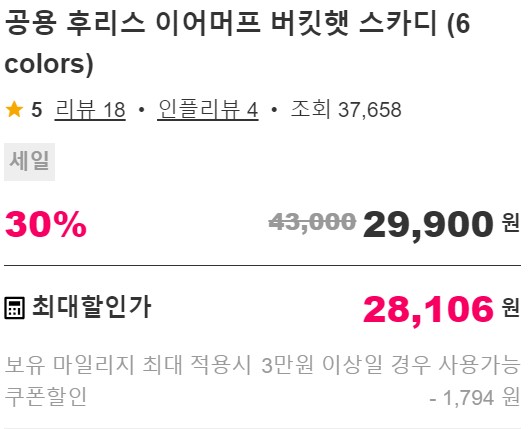 공용 후리스 이어머프 버킷햇 스카디 (6
colors)
★ 5 리뷰 18 • 인플리뷰 4 • 조회 37,658
세일
30% 43,000 29,900 원
최대할인가 28,106 원
보유 마일리지 최대 적용시 3만원 이상일 경우 사용가능
쿠폰할인 - 1,794 원